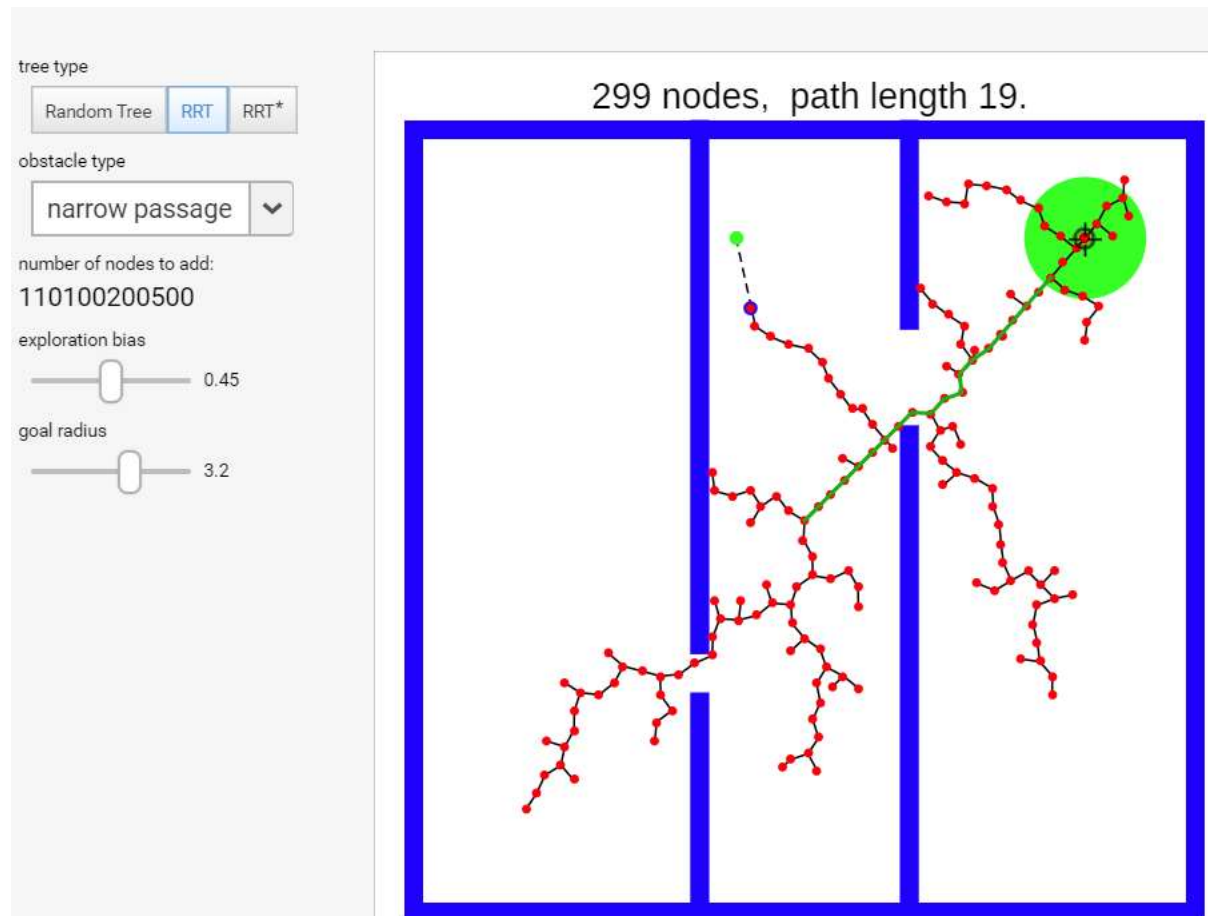 tree type
Random Tree RRT RRT*
obstacle type
narrow passage
number of nodes to add:
110100200500
exploration bias
0.45
goal radius
3.2
299 nodes, path length 19.